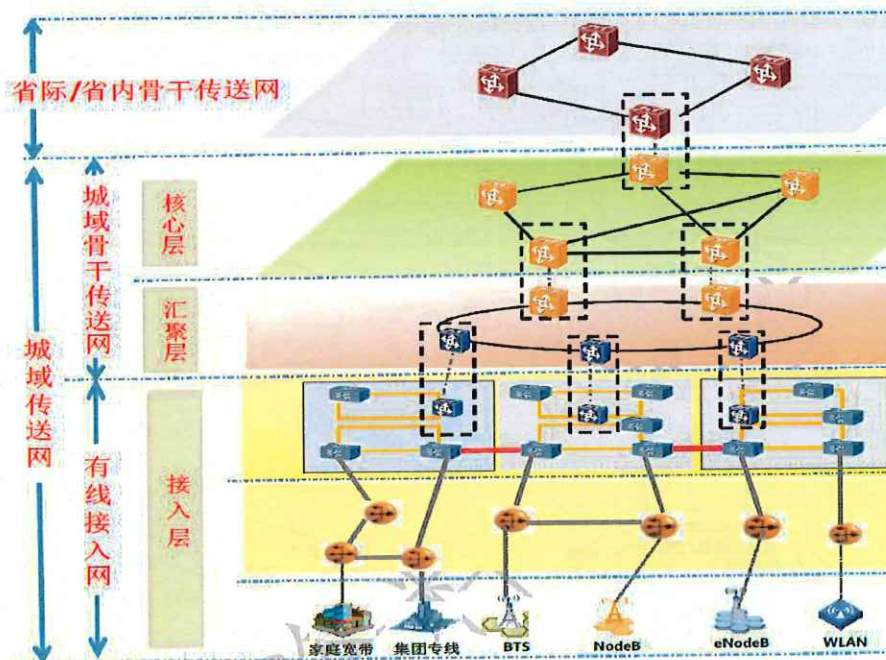 省际/省内骨干传送网
城域传送网
城域骨干传送网
核心层
汇聚层
有线接入网
接入层
家庭宽带
集团专线
BTS
NodeB
eNodeB
WLAN